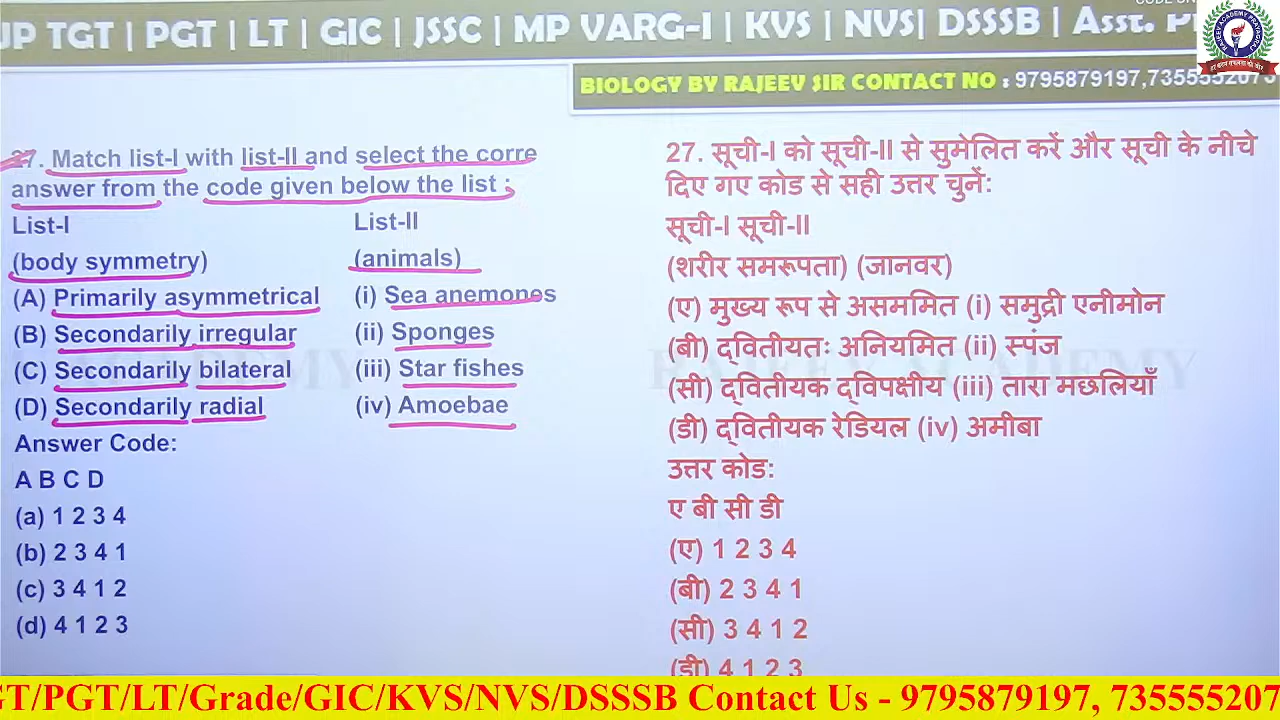 UP TGT | PGT | LT | GIC | JSSC | MP VARG-I | KVS | NVS| DSSSB | Asst.
BIOLOGY BY RAJEEV SIR CONTACT NO : 9795879197,7355552073
27. Match list-I with list-II and select the corre
answer from the code given below the list :
List-I List-II
(body symmetry) (animals)
(A) Primarily asymmetrical (i) Sea anemones
(B) Secondarily irregular (ii) Sponges
(C) Secondarily bilateral (iii) Star fishes
(D) Secondarily radial (iv) Amoebae
Answer Code:
A B C D
(a) 1 2 3 4
(b) 2 3 4 1
(c) 3 4 1 2
(d) 4 1 2 3
27. सूची-I को सूची-II से सुमेलित करें और सूची के नीचे
दिए गए कोड से सही उत्तर चुनें:
सूची-I सूची-II
(शरीर समरूपता) (जानवर)
(ए) मुख्य रूप से असममित (i) समुद्री एनीमोन
(बी) द्वितीयतः अनियमित (ii) स्पंज
(सी) द्वितीयक द्विपक्षीय (iii) तारा मछलियाँ
(डी) द्वितीयक रेडियल (iv) अमीबा
उत्तर कोड:
ए बी सी डी
(ए) 1 2 3 4
(बी) 2 3 4 1
(सी) 3 4 1 2
(डी) 4 1 2 3
GT/PGT/LT/Grade/GIC/KVS/NVS/DSSSB Contact Us - 9795879197, 735555207